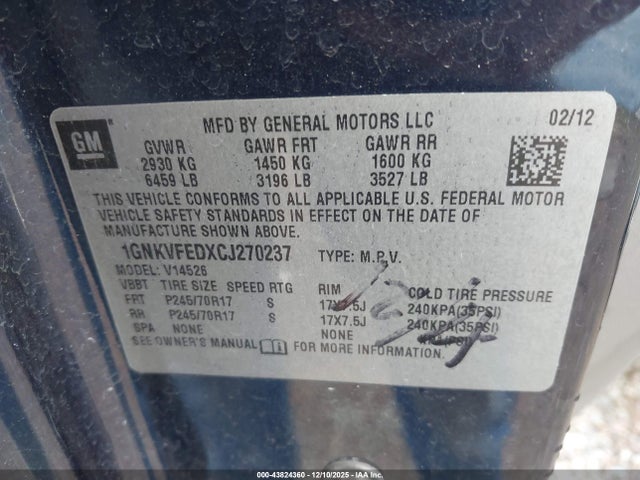 GM
MFD BY GENERAL MOTORS LLC 02/12
GVWR GAWR FRT GAWR RR
2930 KG 1450 KG 1600 KG
6459 LB 3196 LB 3527 LB
THIS VEHICLE CONFORMS TO ALL APPLICABLE U.S. FEDERAL MOTOR
VEHICLE SAFETY STANDARDS IN EFFECT ON THE DATE OF
MANUFACTURE SHOWN ABOVE.
1GNKVFEDXCJ270237 TYPE: M.P.V.
MODEL: V14526
VBBT TIRE SIZE SPEED RTG RIM COLD TIRE PRESSURE
FRT P245/70R17 S 17X7.5J 240KPA(35PSI)
RR P245/70R17 S 17X7.5J 240KPA(35PSI)
SPA NONE NONE KPA(PSI)
SEE OWNER'S MANUAL FOR MORE INFORMATION.
000-43824360 - 12/10/2025 - IAA, Inc.